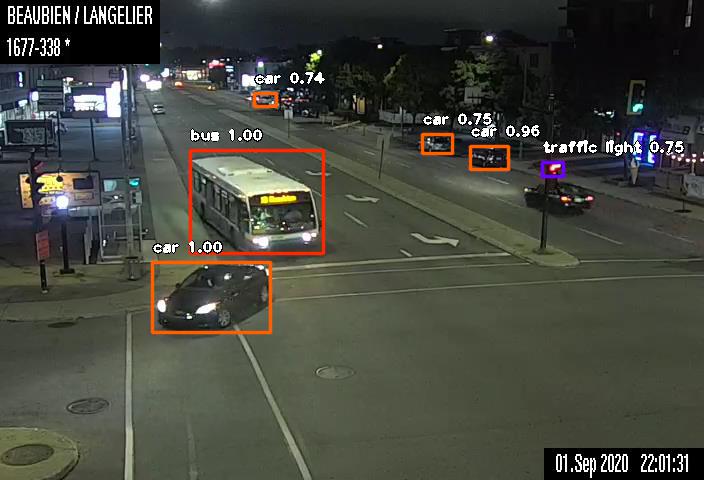 BEAUBIEN / LANGELIER
1677-338 *
car 0.74
car 0.75
car 0.96
bus 1.00
traffic light 0.75
car 1.00
01.Sep 2020 22:01:31